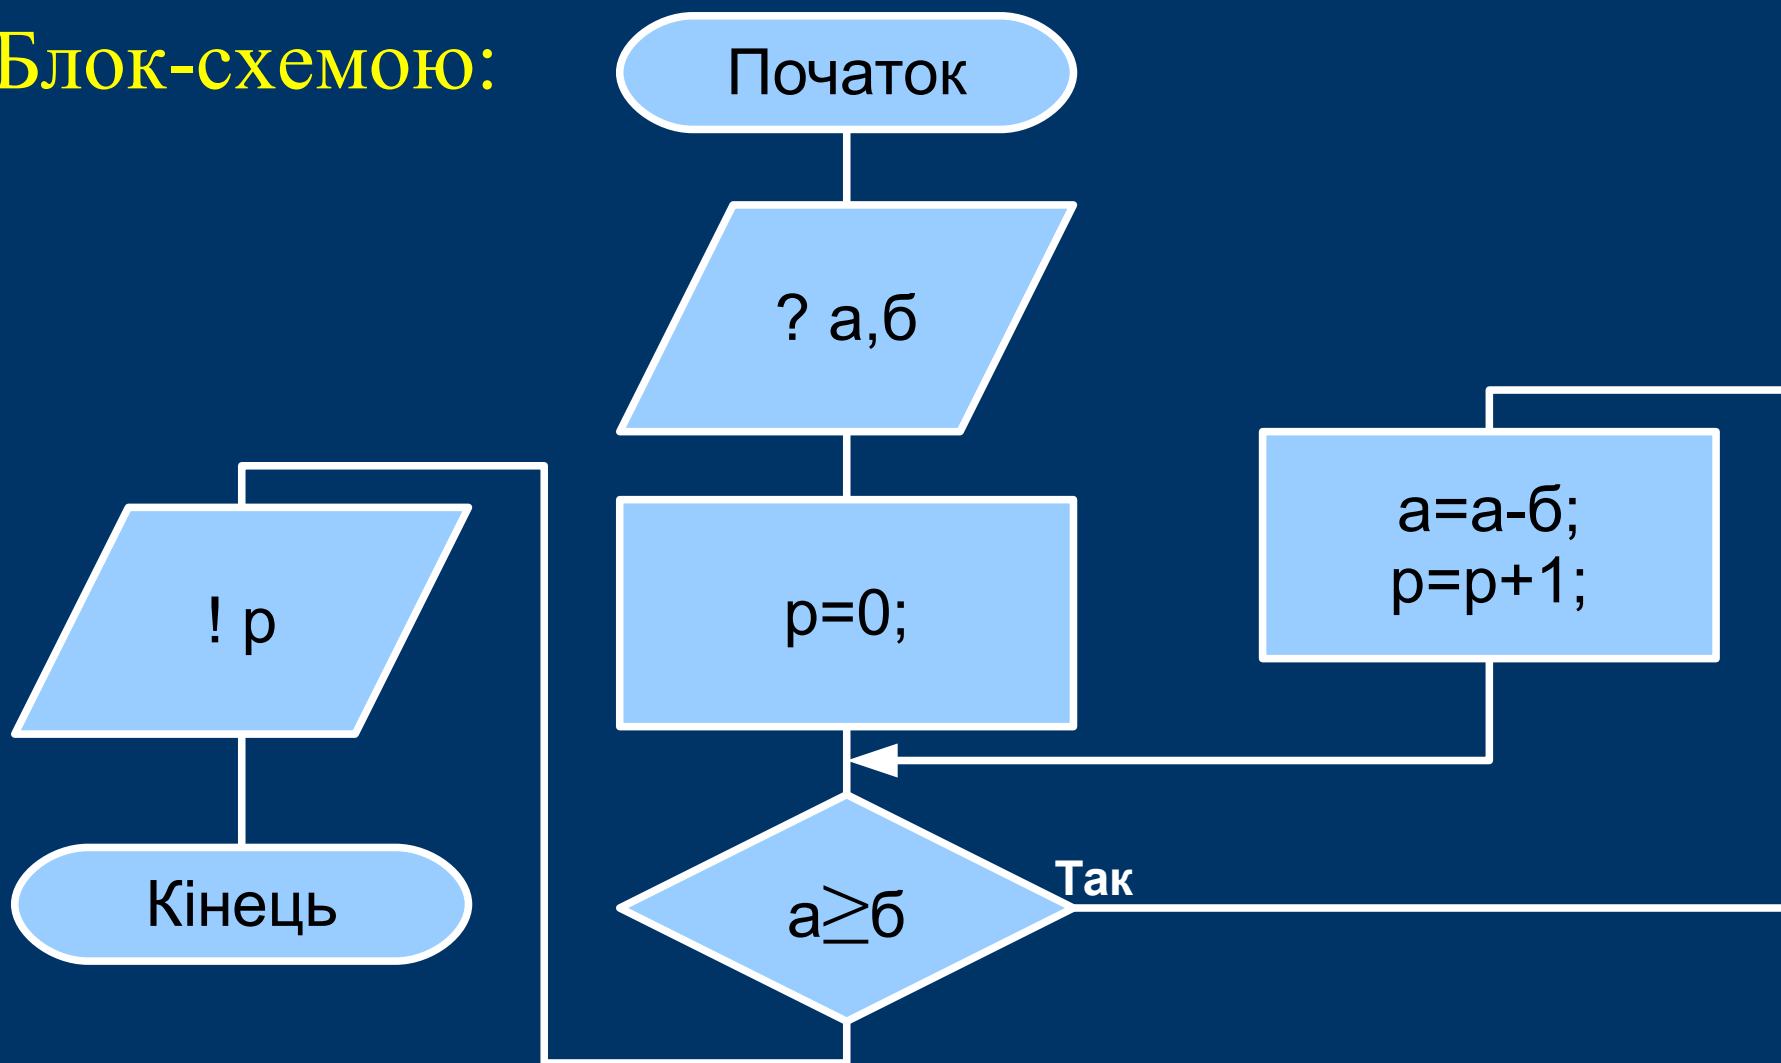 Блок-схемою:
Початок
? а,б
р=0;
а=а-б;
р=р+1;
а≥б
Так
! р
Кінець